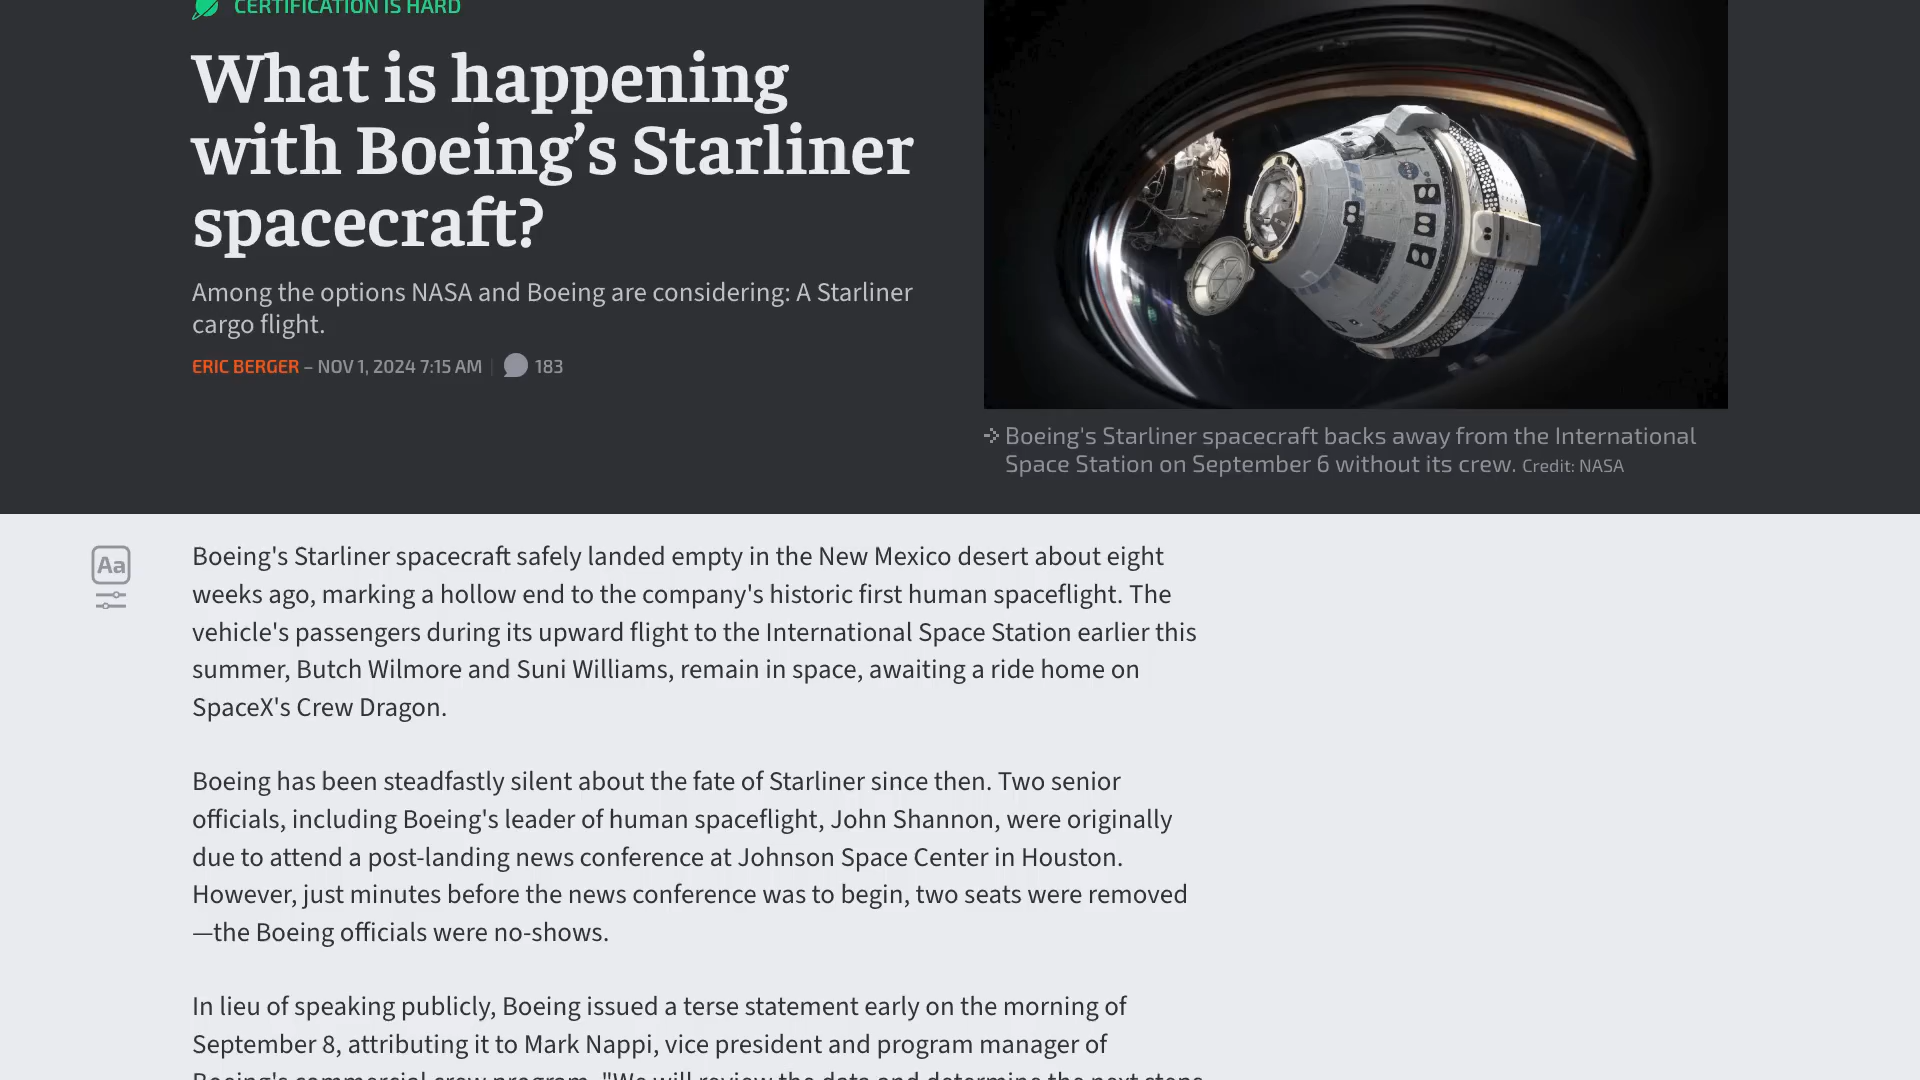 CERTIFICATION IS HARD
What is happening
with Boeing’s Starliner
spacecraft?
Among the options NASA and Boeing are considering: A Starliner
cargo flight.
ERIC BERGER – NOV 1, 2024 7:15 AM | 183
Boeing's Starliner spacecraft backs away from the International
Space Station on September 6 without its crew. Credit: NASA
Aa
Boeing's Starliner spacecraft safely landed empty in the New Mexico desert about eight
weeks ago, marking a hollow end to the company's historic first human spaceflight. The
vehicle's passengers during its upward flight to the International Space Station earlier this
summer, Butch Wilmore and Suni Williams, remain in space, awaiting a ride home on
SpaceX's Crew Dragon.
Boeing has been steadfastly silent about the fate of Starliner since then. Two senior
officials, including Boeing's leader of human spaceflight, John Shannon, were originally
due to attend a post-landing news conference at Johnson Space Center in Houston.
However, just minutes before the news conference was to begin, two seats were removed
—the Boeing officials were no-shows.
In lieu of speaking publicly, Boeing issued a terse statement early on the morning of
September 8, attributing it to Mark Nappi, vice president and program manager of
Boeing's commercial crew program. "We will review the data and determine the next steps